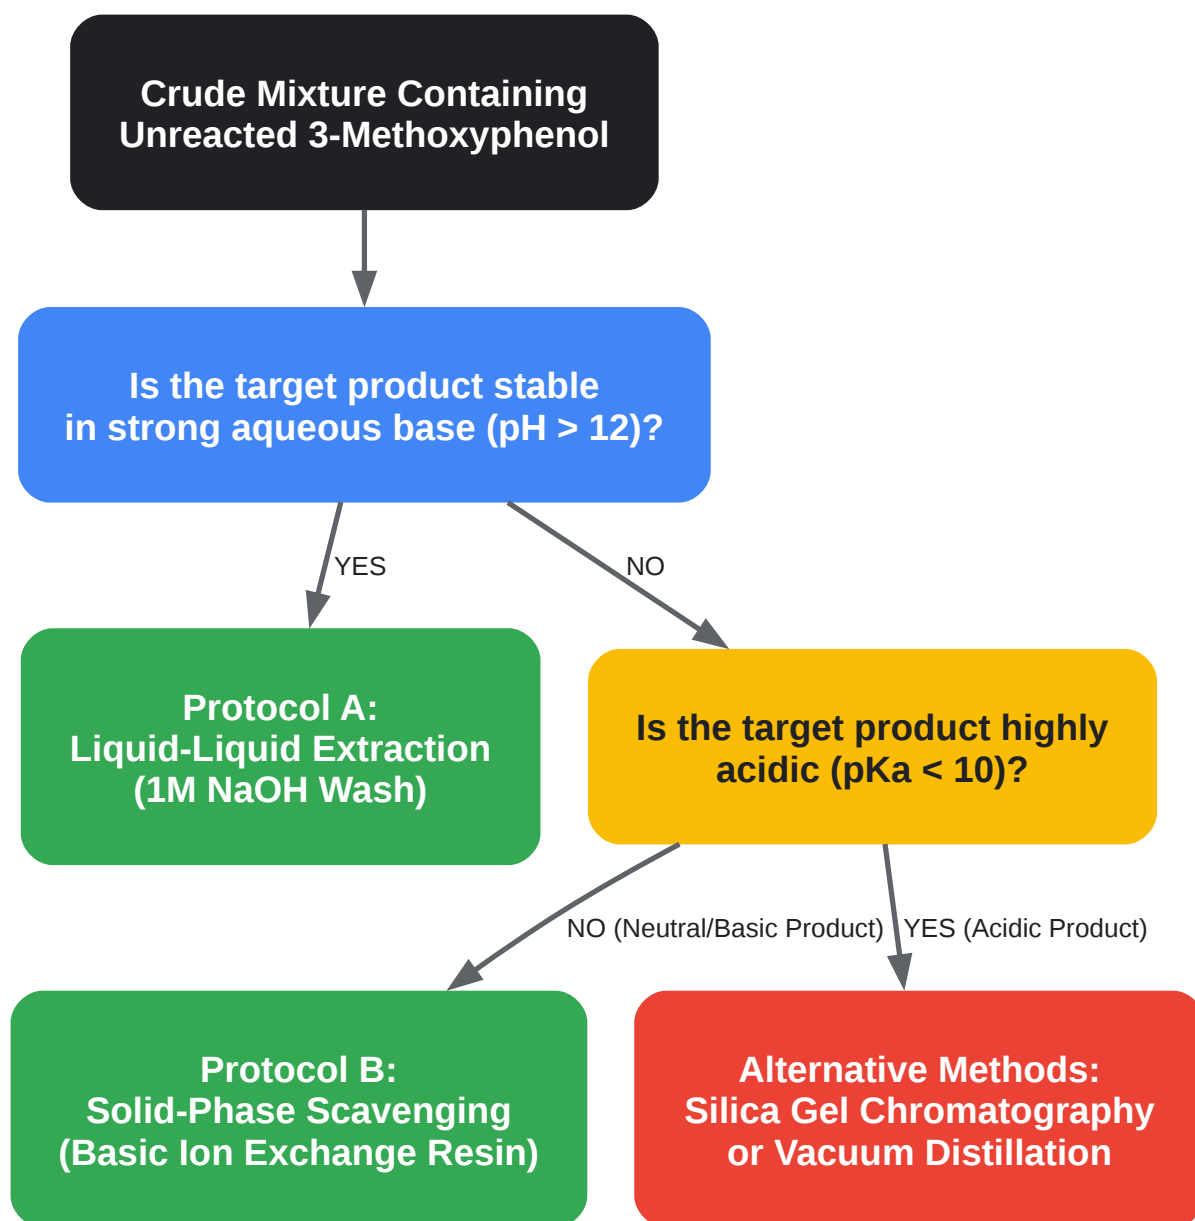 Crude Mixture Containing
Unreacted 3-Methoxyphenol
Is the target product stable
in strong aqueous base (pH > 12)?
YES
NO
Protocol A:
Liquid-Liquid Extraction
(1M NaOH Wash)
Is the target product highly
acidic (pKa < 10)?
NO (Neutral/Basic Product)
YES (Acidic Product)
Protocol B:
Solid-Phase Scavenging
(Basic Ion Exchange Resin)
Alternative Methods:
Silica Gel Chromatography
or Vacuum Distillation